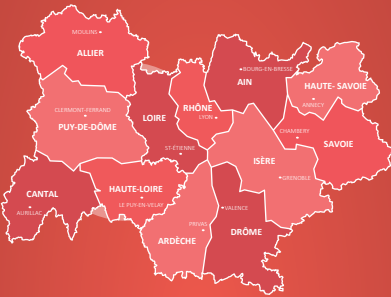 MOULINS
ALLIER
BOURG-EN-BRESSE
AIN
HAUTE- SAVOIE
ANNECY
CLERMONT-FERRAND
PUY-DE-DÔME
LOIRE
RHÔNE
LYON
ST-ÉTIENNE
CHAMBERY
SAVOIE
ISÈRE
GRENOBLE
CANTAL
AURILLAC
HAUTE-LOIRE
LE PUY-EN-VELAY
PRIVAS
VALENCE
ARDÈCHE
DRÔME